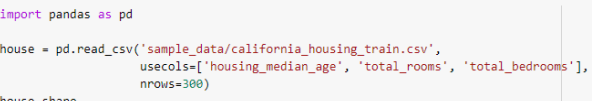 import pandas as pd
house = pd.read_csv('sample_data/california_housing_train.csv',
usecols=['housing_median_age', 'total_rooms', 'total_bedrooms'],
nrows=300)
house.shape